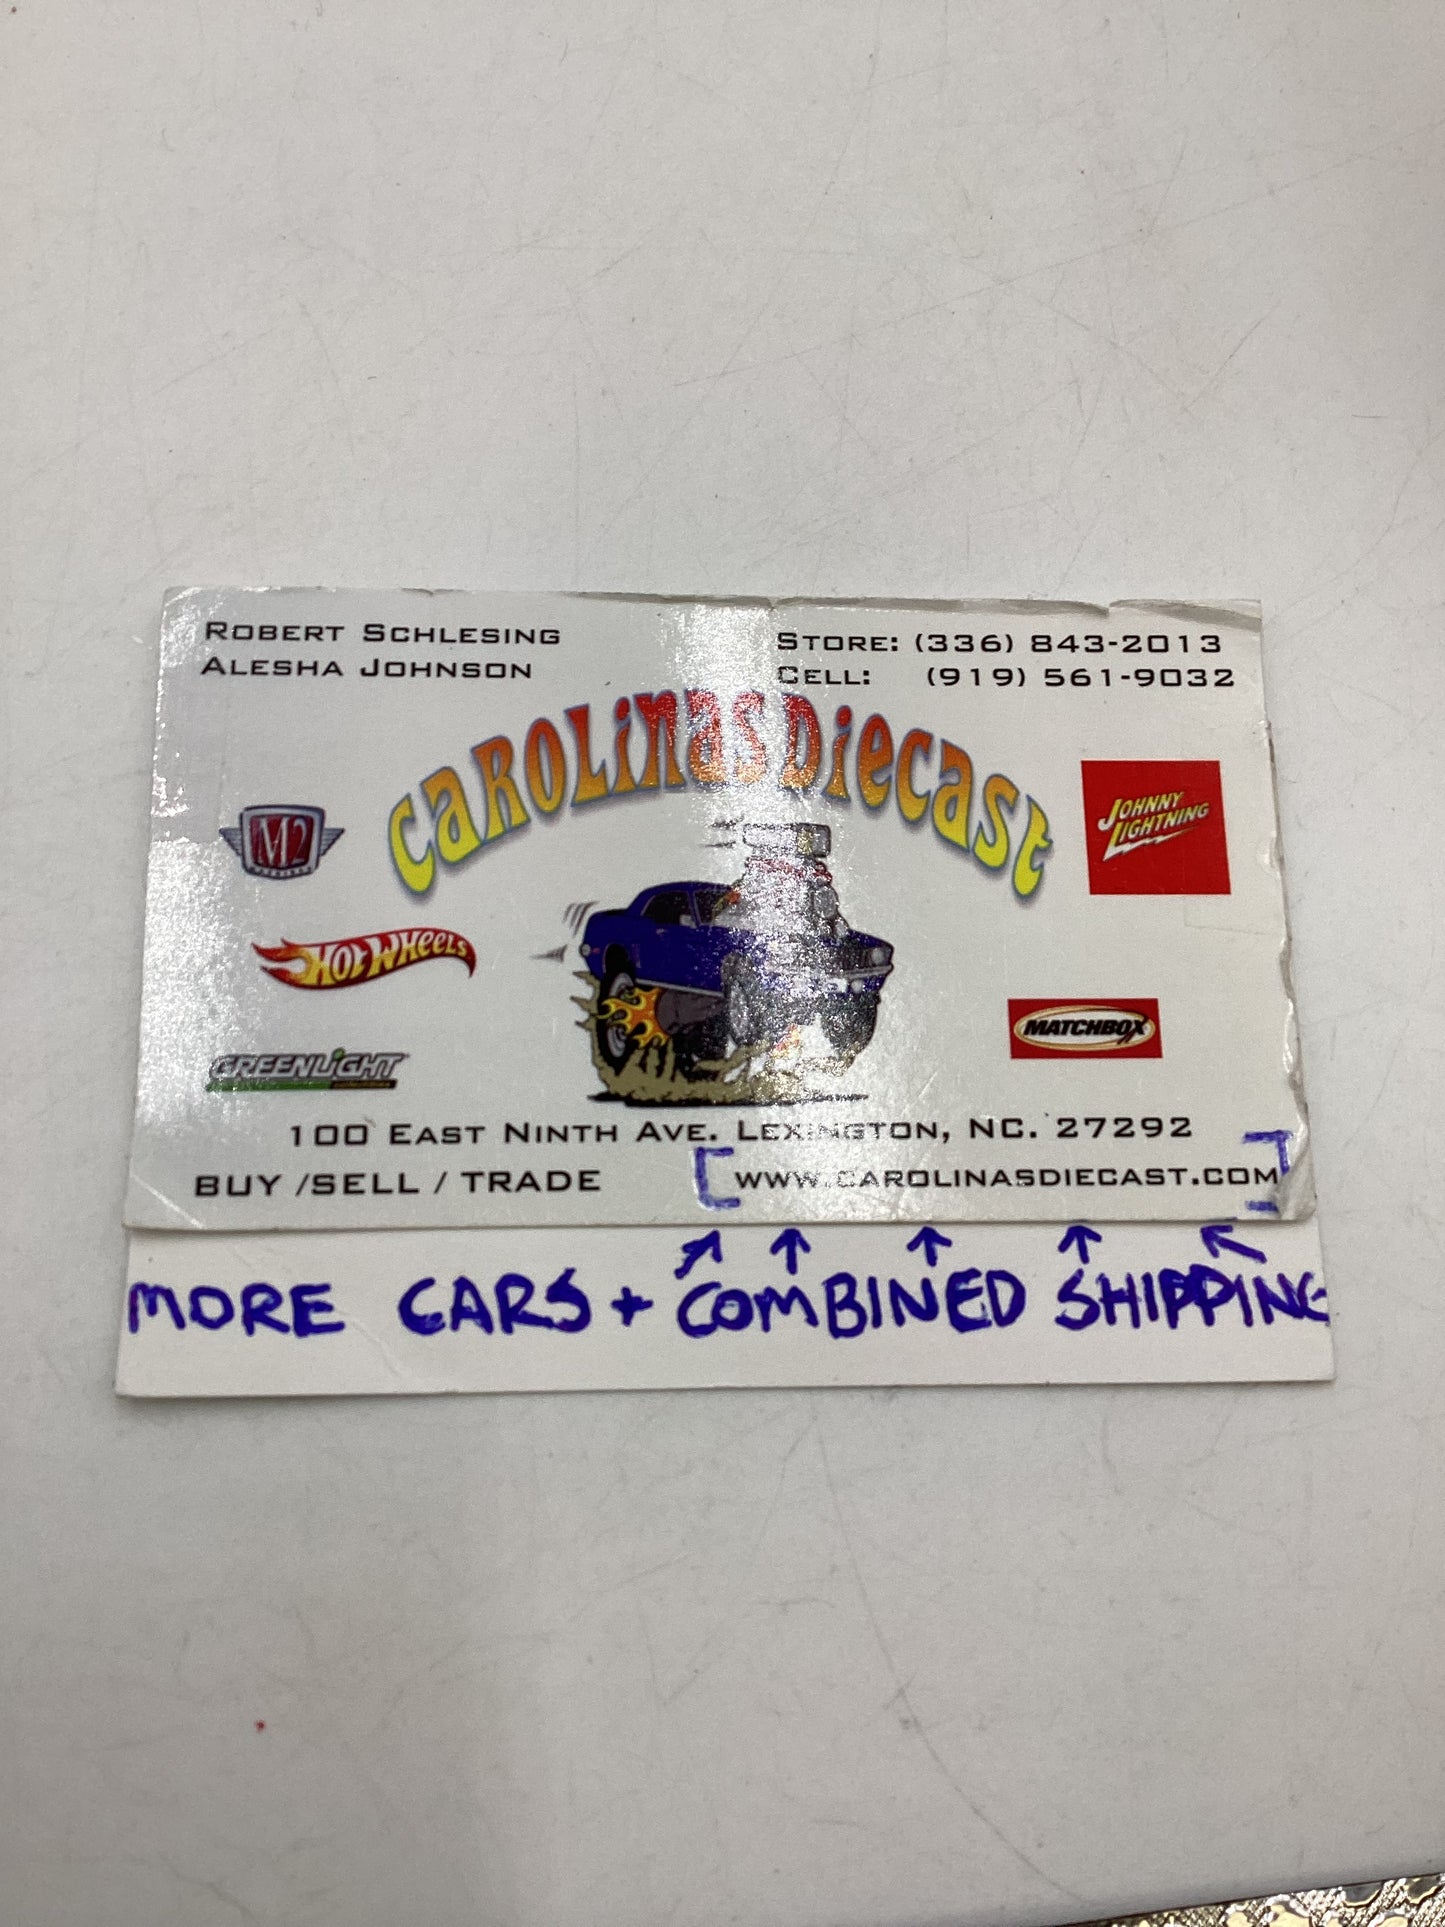 ROBERT SCHLESING
ALESHA JOHNSON
STORE: (336) 843-2013
CELL: (919) 561-9032
CAROLiNAS DiECAST
M2
JOHNNY
LIGHTNING
HOT WHEELS
MATCHBOX
GREENLiGHT
100 EAST NINTH AVE. LEXINGTON, NC. 27292
BUY /SELL / TRADE
[WWW.CAROLINASDIECAST.COM]
MORE CARS + COMBINED SHIPPING